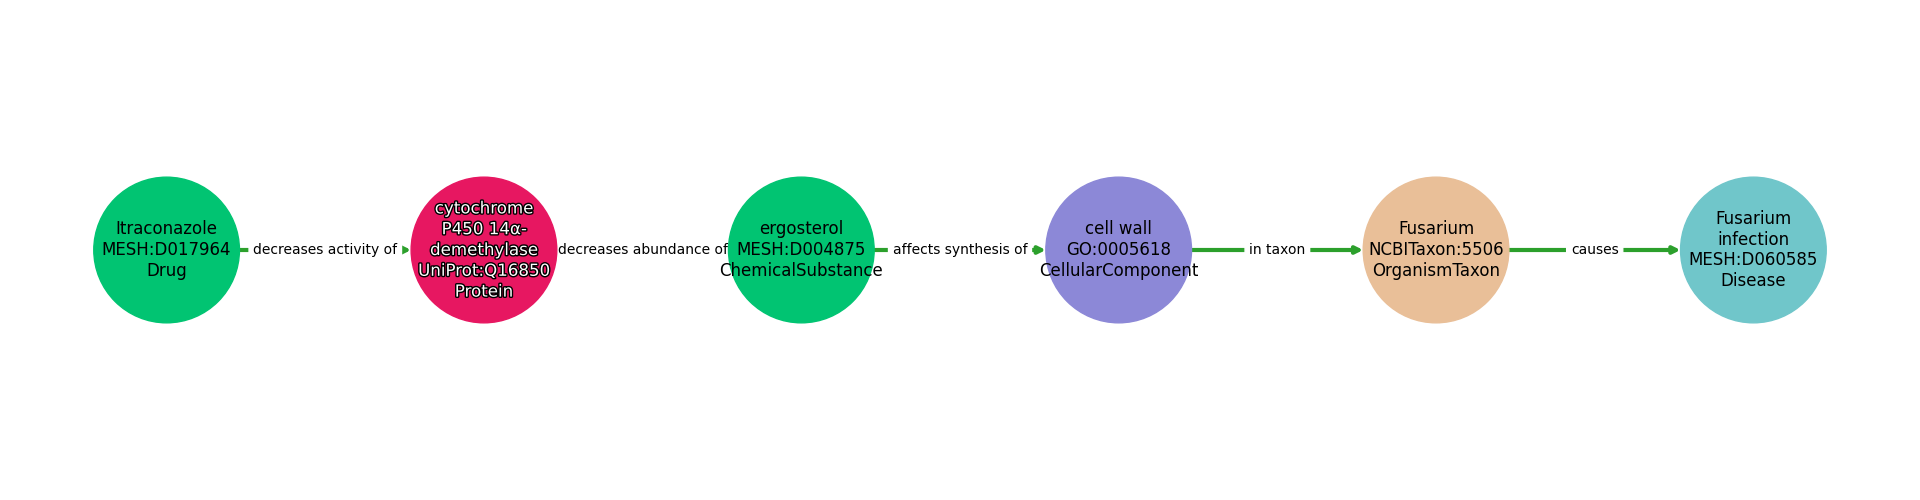 Itraconazole
MESH:D017964
Drug
decreases activity of
cytochrome
P450 14α-
demethylase
UniProt:Q16850
Protein
decreases abundance of
ergosterol
MESH:D004875
ChemicalSubstance
affects synthesis of
cell wall
GO:0005618
CellularComponent
in taxon
Fusarium
NCBITaxon:5506
OrganismTaxon
causes
Fusarium
infection
MESH:D060585
Disease